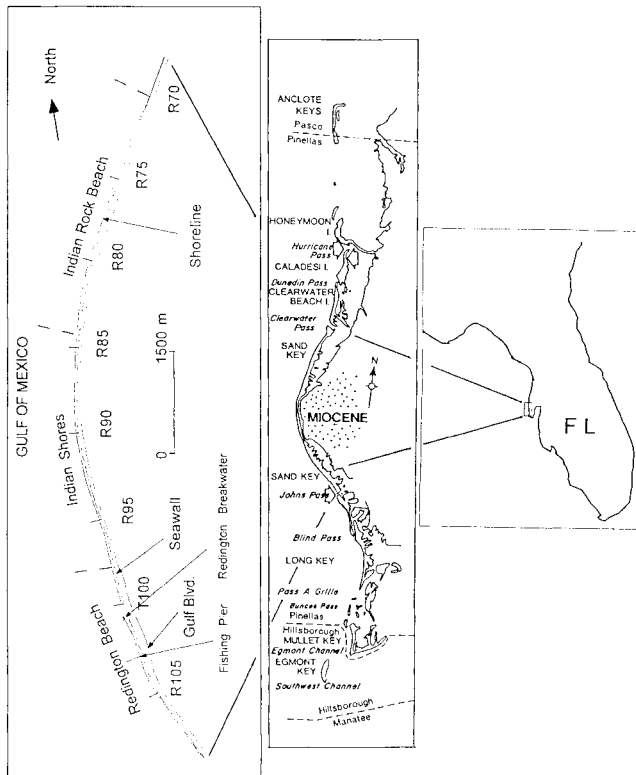 North
R70
R75
Indian Rock Beach
Shoreline
R80
GULF OF MEXICO
R85
1500 m
0
R90
Indian Shores
R95
Seawall
Redington Breakwater
T100
Gulf Blvd.
Fishing Pier
Redington Beach
R105
ANCLOTE
KEYS
Pasco
Pinellas
HONEYMOON
I.
Hurricane
Pass
CALADESI I.
Dunedin Pass
CLEARWATER
BEACH I.
Clearwater
Pass
SAND
KEY
N
MIOCENE
SAND KEY
Johns Pass
Blind Pass
LONG KEY
Pass A Grille
Bunces Pass
Pinellas
Hillsborough
MULLET KEY
Egmont Channel
EGMONT
KEY
Southwest Channel
Hillsborough
Manatee
FL